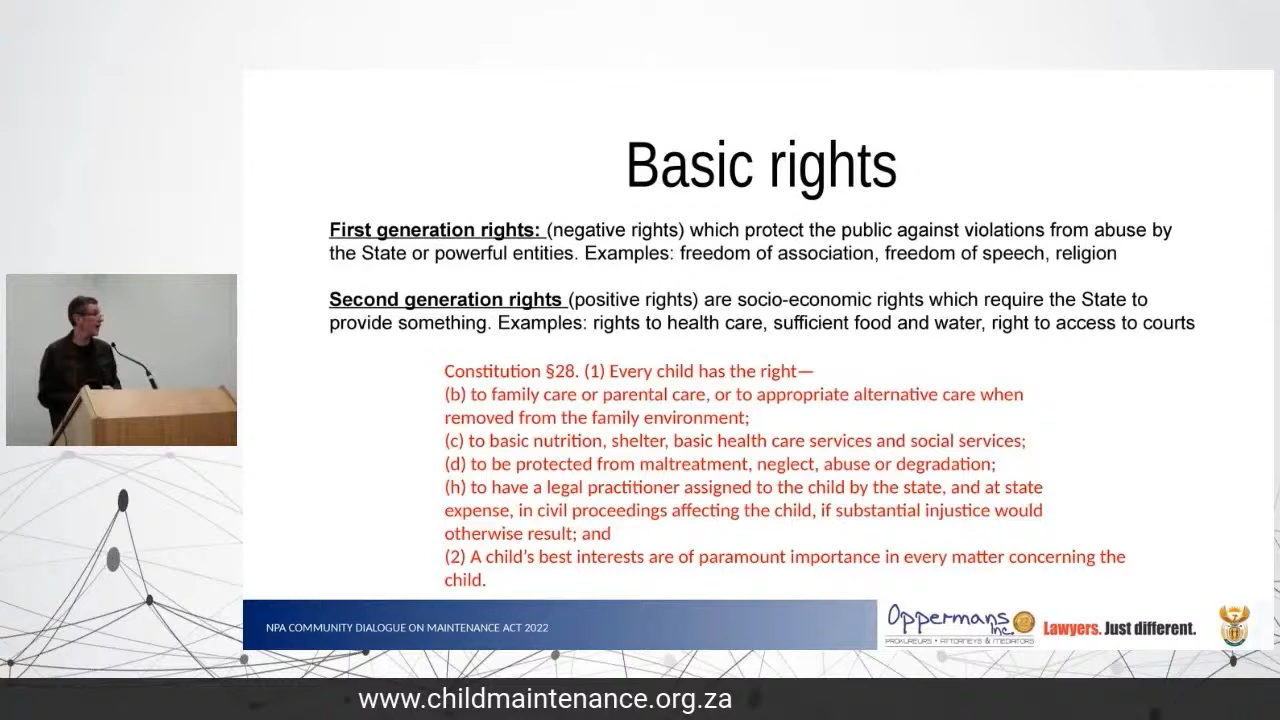 Basic rights
First generation rights: (negative rights) which protect the public against violations from abuse by
the State or powerful entities. Examples: freedom of association, freedom of speech, religion
Second generation rights (positive rights) are socio-economic rights which require the State to
provide something. Examples: rights to health care, sufficient food and water, right to access to courts
Constitution §28. (1) Every child has the right—
(b) to family care or parental care, or to appropriate alternative care when
removed from the family environment;
(c) to basic nutrition, shelter, basic health care services and social services;
(d) to be protected from maltreatment, neglect, abuse or degradation;
(h) to have a legal practitioner assigned to the child by the state, and at state
expense, in civil proceedings affecting the child, if substantial injustice would
otherwise result; and
(2) A child's best interests are of paramount importance in every matter concerning the
child.
NPA COMMUNITY DIALOGUE ON MAINTENANCE ACT 2022
Oppermans
Inc.
PROKUREURS • ATTORNEYS & MEDIATORS
Lawyers. Just different.
www.childmaintenance.org.za